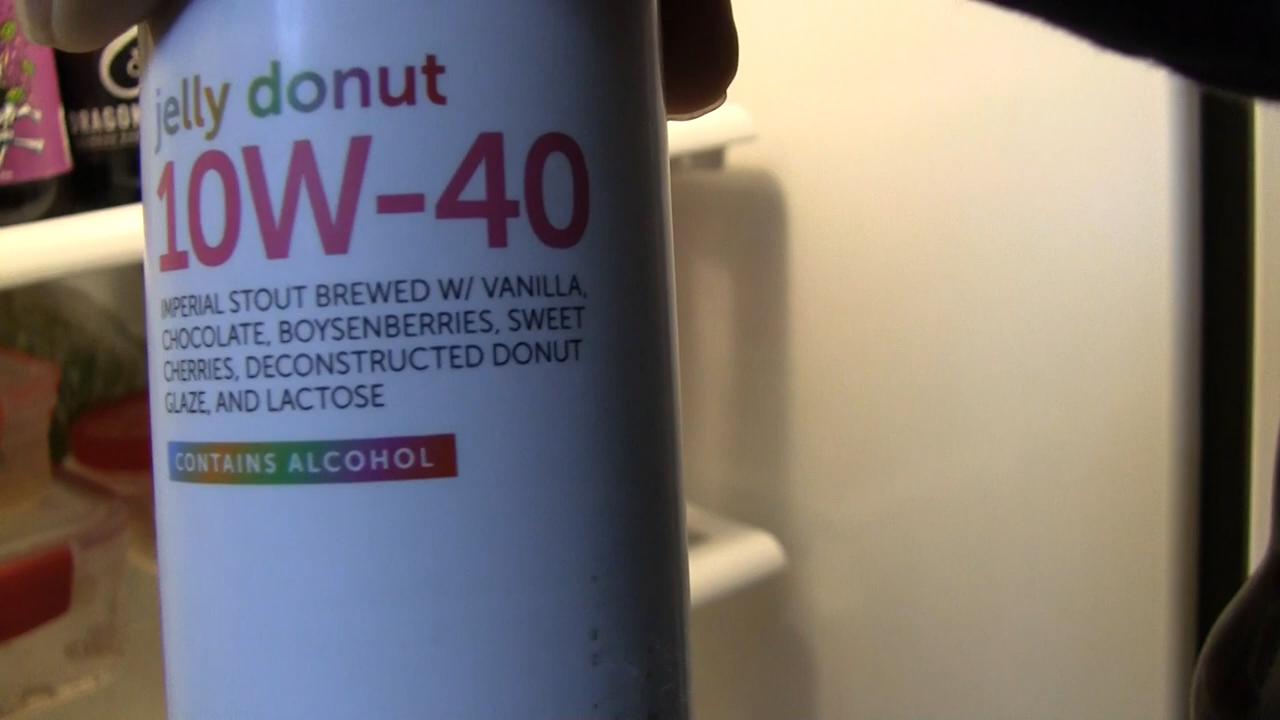 jelly donut
10W-40
IMPERIAL STOUT BREWED W/ VANILLA,
CHOCOLATE, BOYSENBERRIES, SWEET
CHERRIES, DECONSTRUCTED DONUT
GLAZE, AND LACTOSE
CONTAINS ALCOHOL